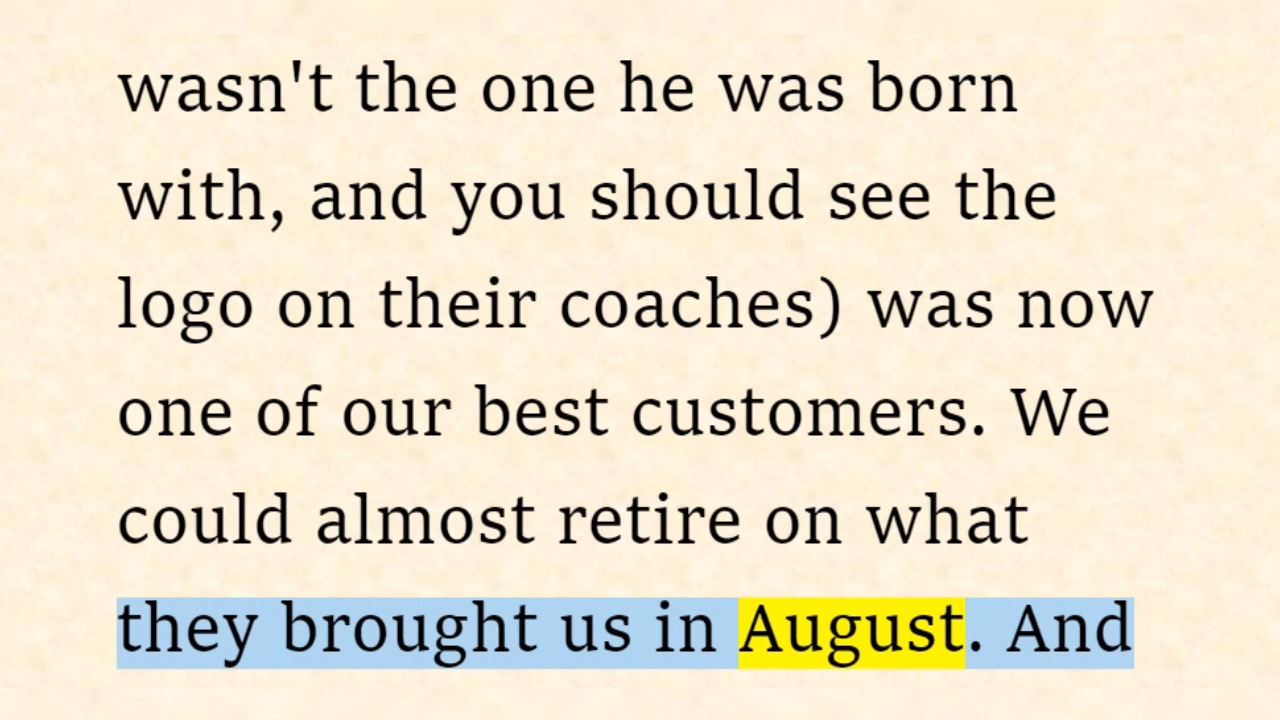 wasn't the one he was born
with, and you should see the
logo on their coaches) was now
one of our best customers. We
could almost retire on what
they brought us in August. And